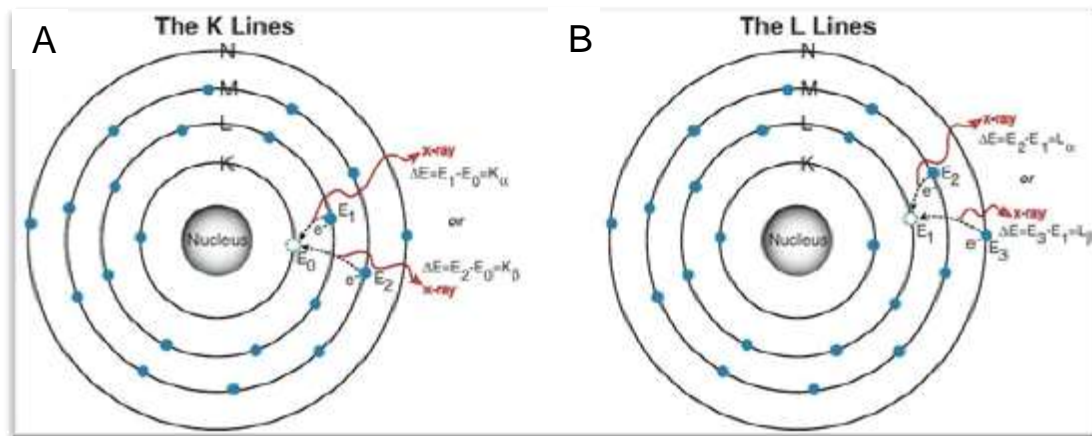 A
The K Lines
N
M
L
K
Nucleus
x-ray
ΔE=E₁-E₀=Kα
or
E₁
e⁻
E₀
ΔE=E₂-E₀=Kβ
e⁻
E₂
x-ray
B
The L Lines
N
M
L
K
Nucleus
x-ray
ΔE=E₂-E₁=Lα
or
E₂
e⁻
x-ray
E₁
e⁻
ΔE=E₃-E₁=Lβ
E₃